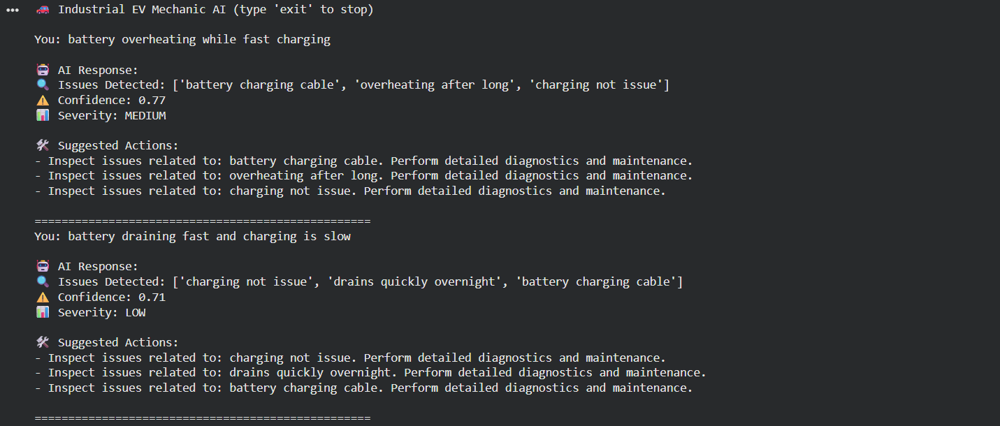 🚗 Industrial EV Mechanic AI (type 'exit' to stop)
You: battery overheating while fast charging
🤖 AI Response:
🔍 Issues Detected: ['battery charging cable', 'overheating after long', 'charging not issue']
⚠️ Confidence: 0.77
📊 Severity: MEDIUM
🛠 Suggested Actions:
- Inspect issues related to: battery charging cable. Perform detailed diagnostics and maintenance.
- Inspect issues related to: overheating after long. Perform detailed diagnostics and maintenance.
- Inspect issues related to: charging not issue. Perform detailed diagnostics and maintenance.
==================================================
You: battery draining fast and charging is slow
🤖 AI Response:
🔍 Issues Detected: ['charging not issue', 'drains quickly overnight', 'battery charging cable']
⚠️ Confidence: 0.71
📊 Severity: LOW
🛠 Suggested Actions:
- Inspect issues related to: charging not issue. Perform detailed diagnostics and maintenance.
- Inspect issues related to: drains quickly overnight. Perform detailed diagnostics and maintenance.
- Inspect issues related to: battery charging cable. Perform detailed diagnostics and maintenance.
==================================================